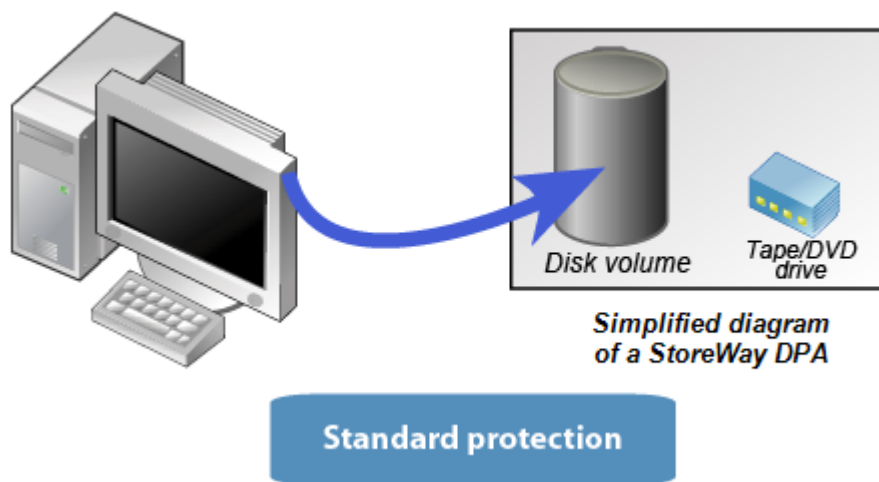 Disk volume
Tape/DVD
drive
Simplified diagram
of a StoreWay DPA
Standard protection